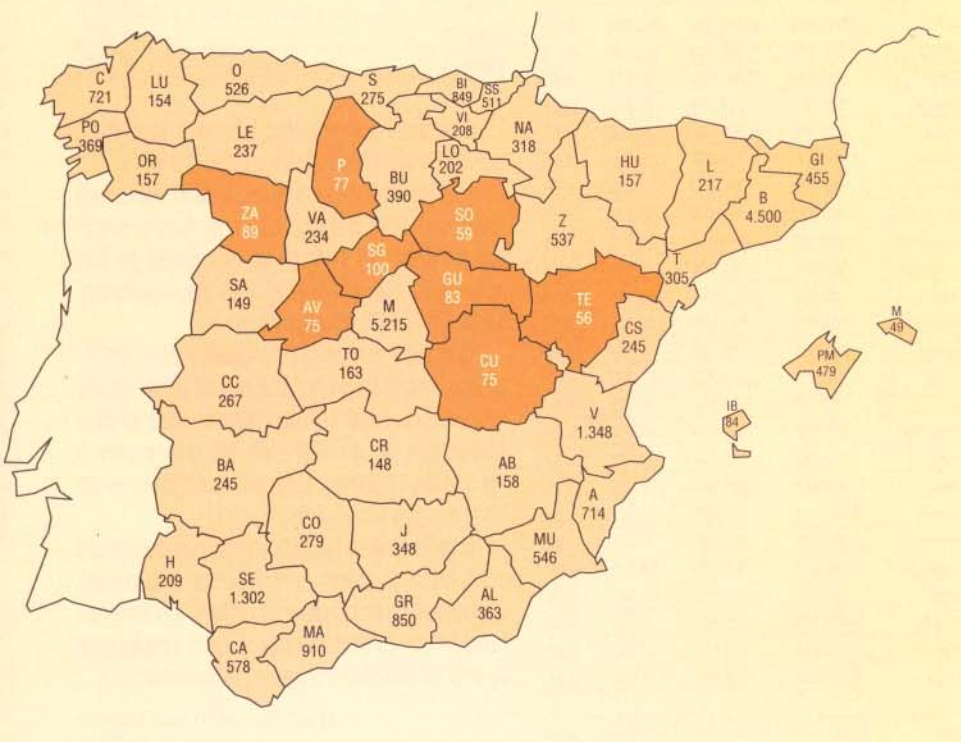 C
721
LU
154
O
526
S
275
BI
849
SS
511
PO
369
OR
157
LE
237
P
77
BU
390
VI
208
LO
202
NA
318
HU
157
L
217
GI
455
B
4.500
ZA
89
VA
234
SG
100
SO
59
Z
537
T
305
SA
149
AV
75
M
5.215
GU
83
TE
56
CS
245
M
49
PM
479
IB
84
CC
267
TO
163
CU
75
V
1.348
BA
245
CR
148
AB
158
A
714
CO
279
J
348
MU
546
H
209
SE
1.302
GR
850
AL
363
CA
578
MA
910